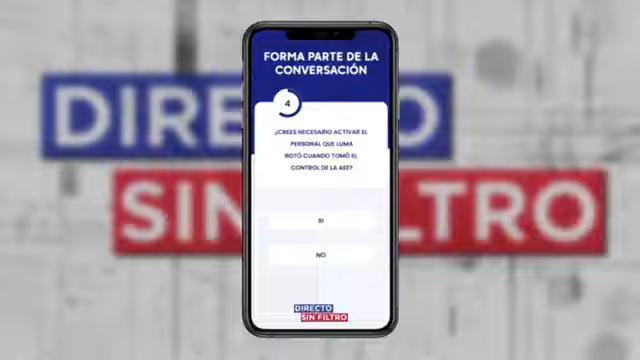 DIRECTO
SIN FILTRO
FORMA PARTE DE LA
CONVERSACIÓN
4
¿CREES NECESARIO ACTIVAR EL
PERSONAL QUE LUMA
BOTÓ CUANDO TOMÓ EL
CONTROL DE LA AEE?
SI
NO
DIRECTO
SIN FILTRO